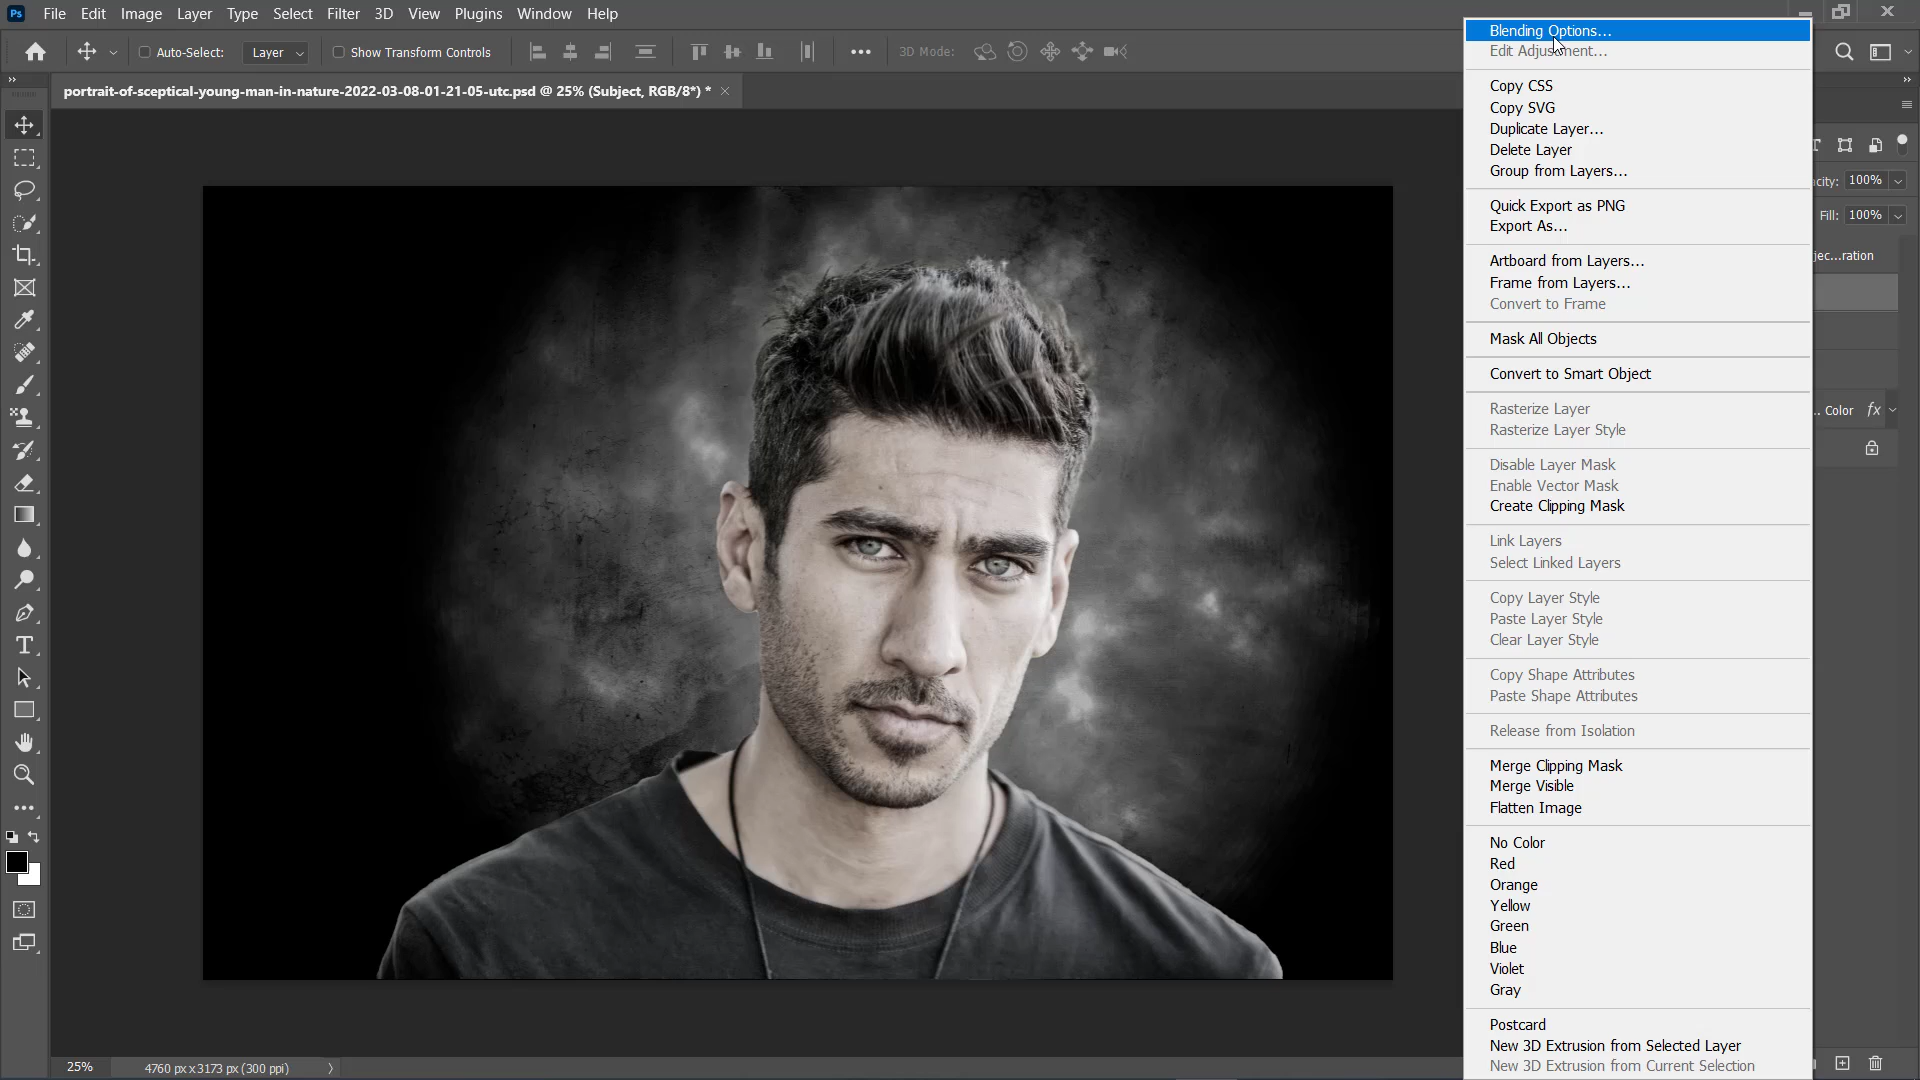 Ps File Edit Image Layer Type Select Filter 3D View Plugins Window Help
Auto-Select: Layer Show Transform Controls 3D Mode:
portrait-of-sceptical-young-man-in-nature-2022-03-08-01-21-05-utc.psd @ 25% (Subject, RGB/8*) *
Blending Options...
Edit Adjustment...
Copy CSS
Copy SVG
Duplicate Layer...
Delete Layer
Group from Layers...
Quick Export as PNG
Export As...
Artboard from Layers...
Frame from Layers...
Convert to Frame
Mask All Objects
Convert to Smart Object
Rasterize Layer
Rasterize Layer Style
Disable Layer Mask
Enable Vector Mask
Create Clipping Mask
Link Layers
Select Linked Layers
Copy Layer Style
Paste Layer Style
Clear Layer Style
Copy Shape Attributes
Paste Shape Attributes
Release from Isolation
Merge Clipping Mask
Merge Visible
Flatten Image
No Color
Red
Orange
Yellow
Green
Blue
Violet
Gray
Postcard
New 3D Extrusion from Selected Layer
New 3D Extrusion from Current Selection
acity: 100%
Fill: 100%
jec...ration
.. Color fx
25% 4760 px x 3173 px (300 ppi)